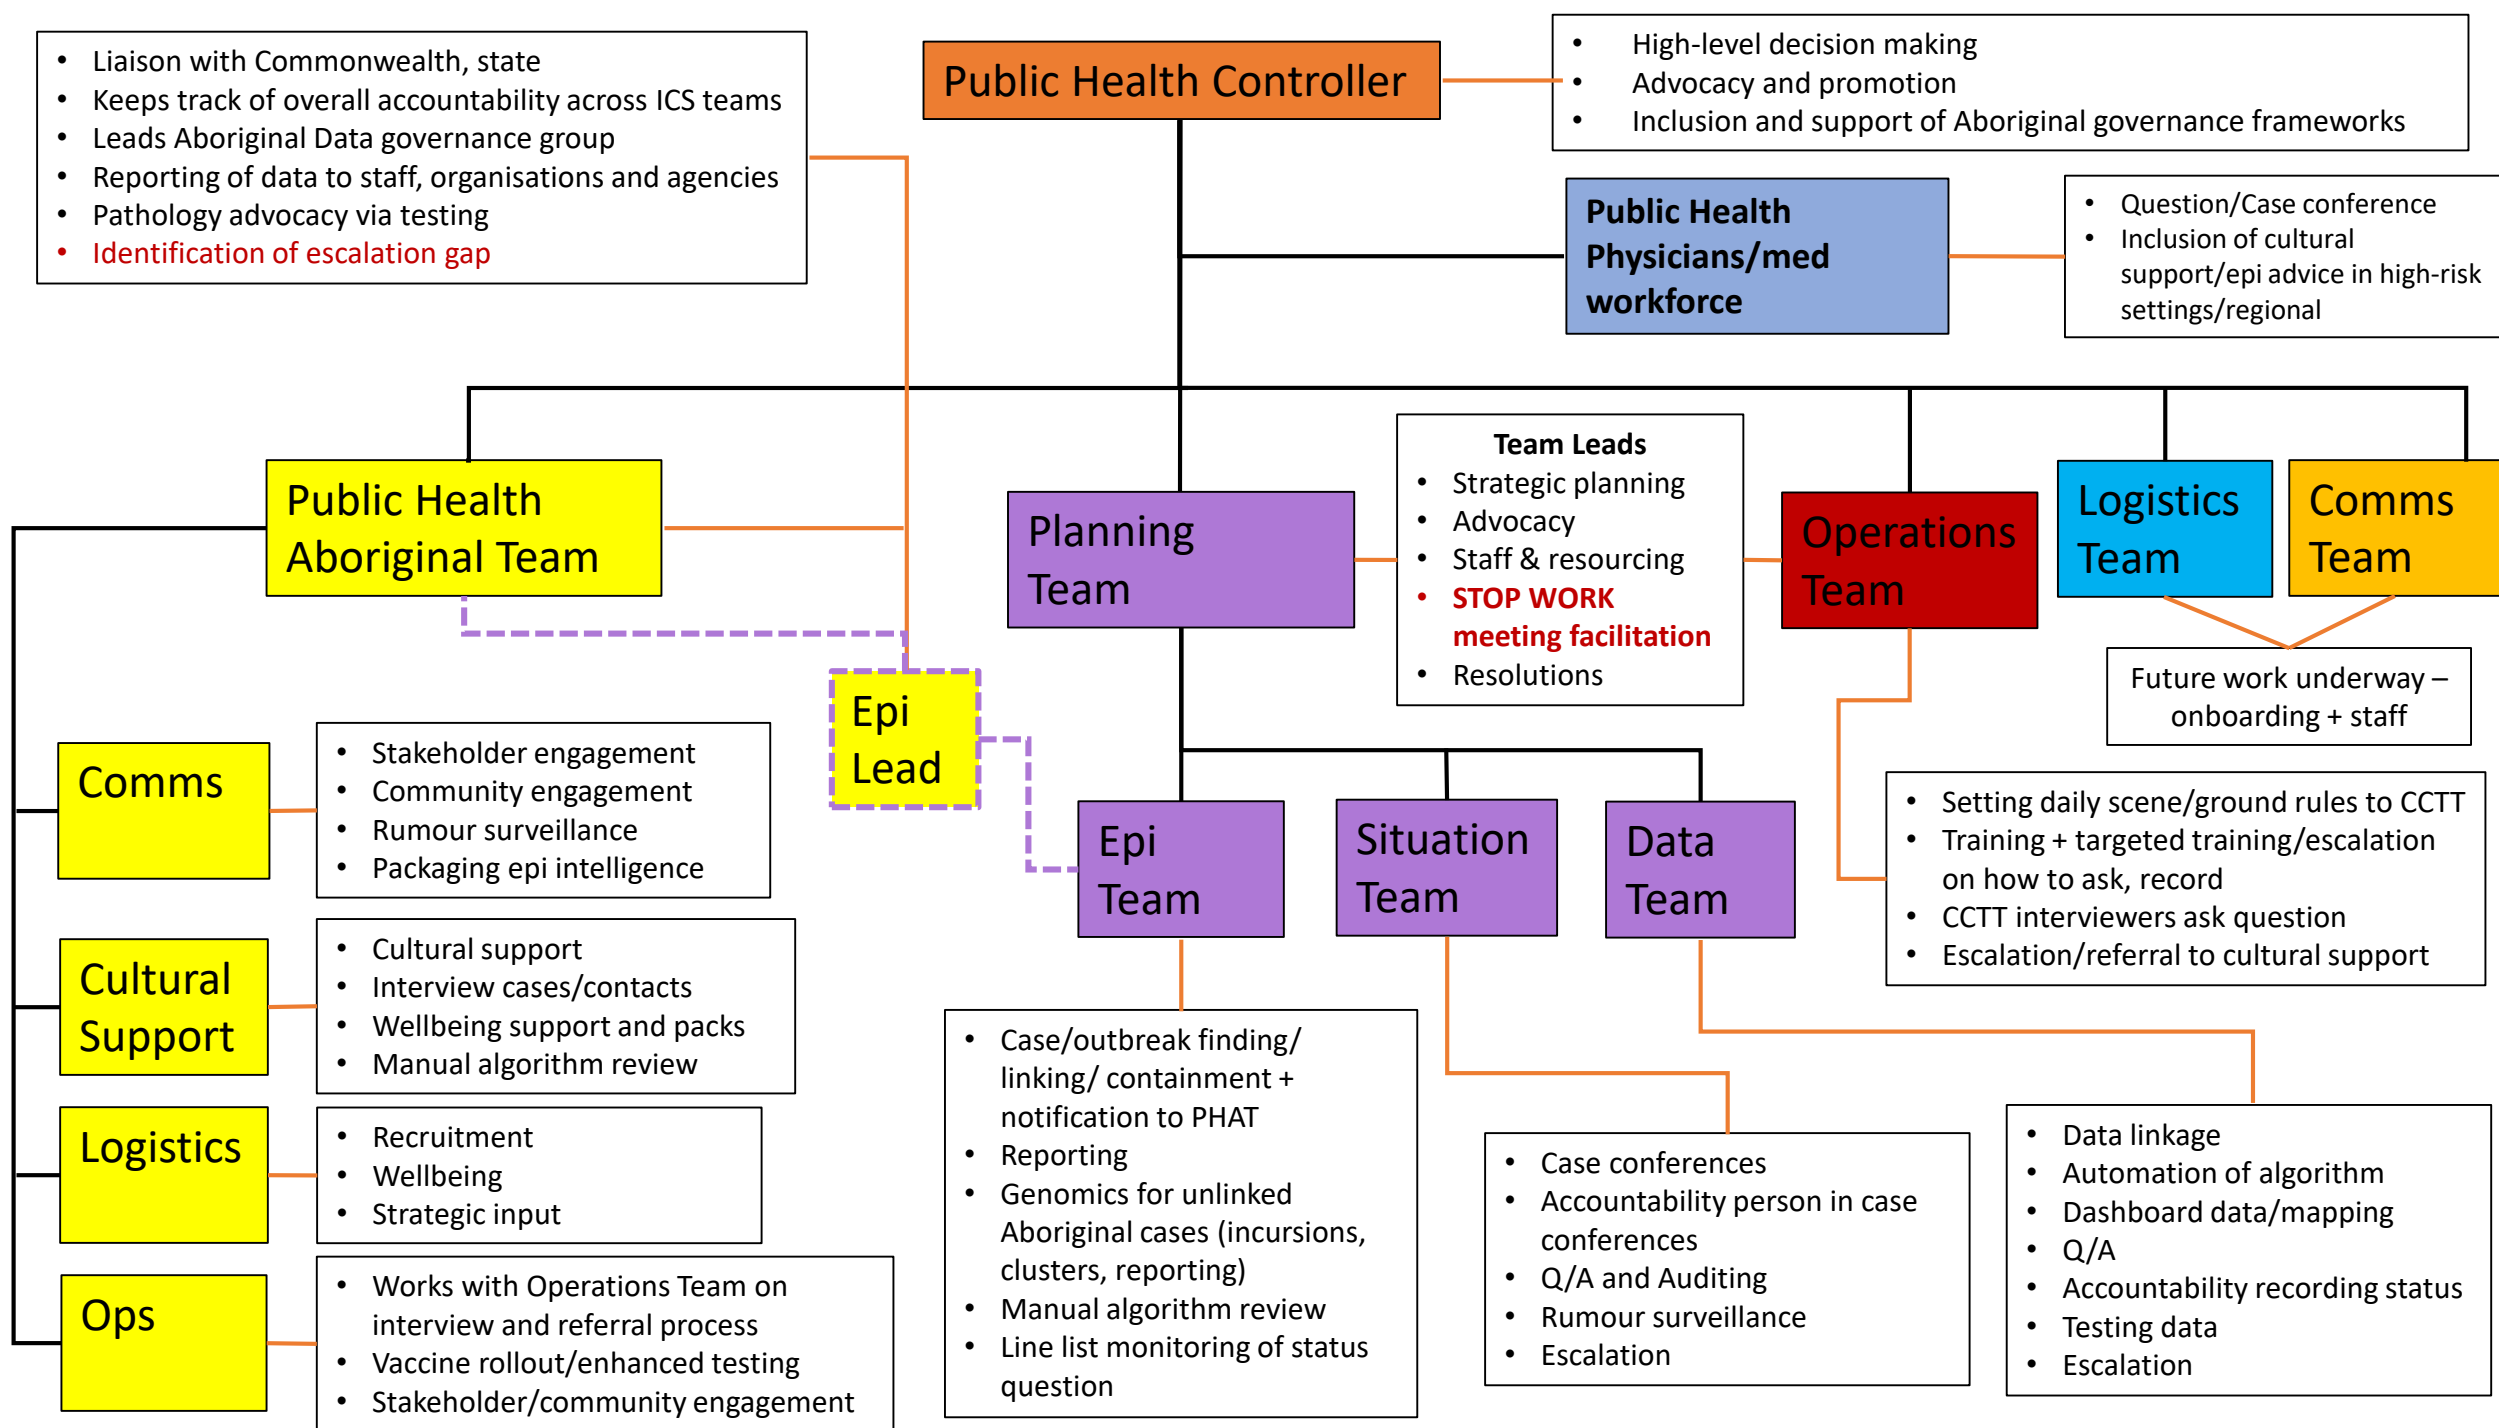 • Liaison with Commonwealth, state
• Keeps track of overall accountability across ICS teams
• Leads Aboriginal Data governance group
• Reporting of data to staff, organisations and agencies
• Pathology advocacy via testing
• Identification of escalation gap
Public Health Controller
• High-level decision making
• Advocacy and promotion
• Inclusion and support of Aboriginal governance frameworks
Public Health
Physicians/med
workforce
• Question/Case conference
• Inclusion of cultural
support/epi advice in high-risk
settings/regional
Public Health
Aboriginal Team
Planning
Team
Team Leads
• Strategic planning
• Advocacy
• Staff & resourcing
• STOP WORK
meeting facilitation
• Resolutions
Operations
Team
Logistics
Team
Comms
Team
Future work underway –
onboarding + staff
Epi
Lead
Comms
• Stakeholder engagement
• Community engagement
• Rumour surveillance
• Packaging epi intelligence
Cultural
Support
• Cultural support
• Interview cases/contacts
• Wellbeing support and packs
• Manual algorithm review
Logistics
• Recruitment
• Wellbeing
• Strategic input
Ops
• Works with Operations Team on
interview and referral process
• Vaccine rollout/enhanced testing
• Stakeholder/community engagement
Epi
Team
Situation
Team
Data
Team
• Setting daily scene/ground rules to CCTT
• Training + targeted training/escalation
on how to ask, record
• CCTT interviewers ask question
• Escalation/referral to cultural support
• Case/outbreak finding/
linking/ containment +
notification to PHAT
• Reporting
• Genomics for unlinked
Aboriginal cases (incursions,
clusters, reporting)
• Manual algorithm review
• Line list monitoring of status
question
• Case conferences
• Accountability person in case
conferences
• Q/A and Auditing
• Rumour surveillance
• Escalation
• Data linkage
• Automation of algorithm
• Dashboard data/mapping
• Q/A
• Accountability recording status
• Testing data
• Escalation